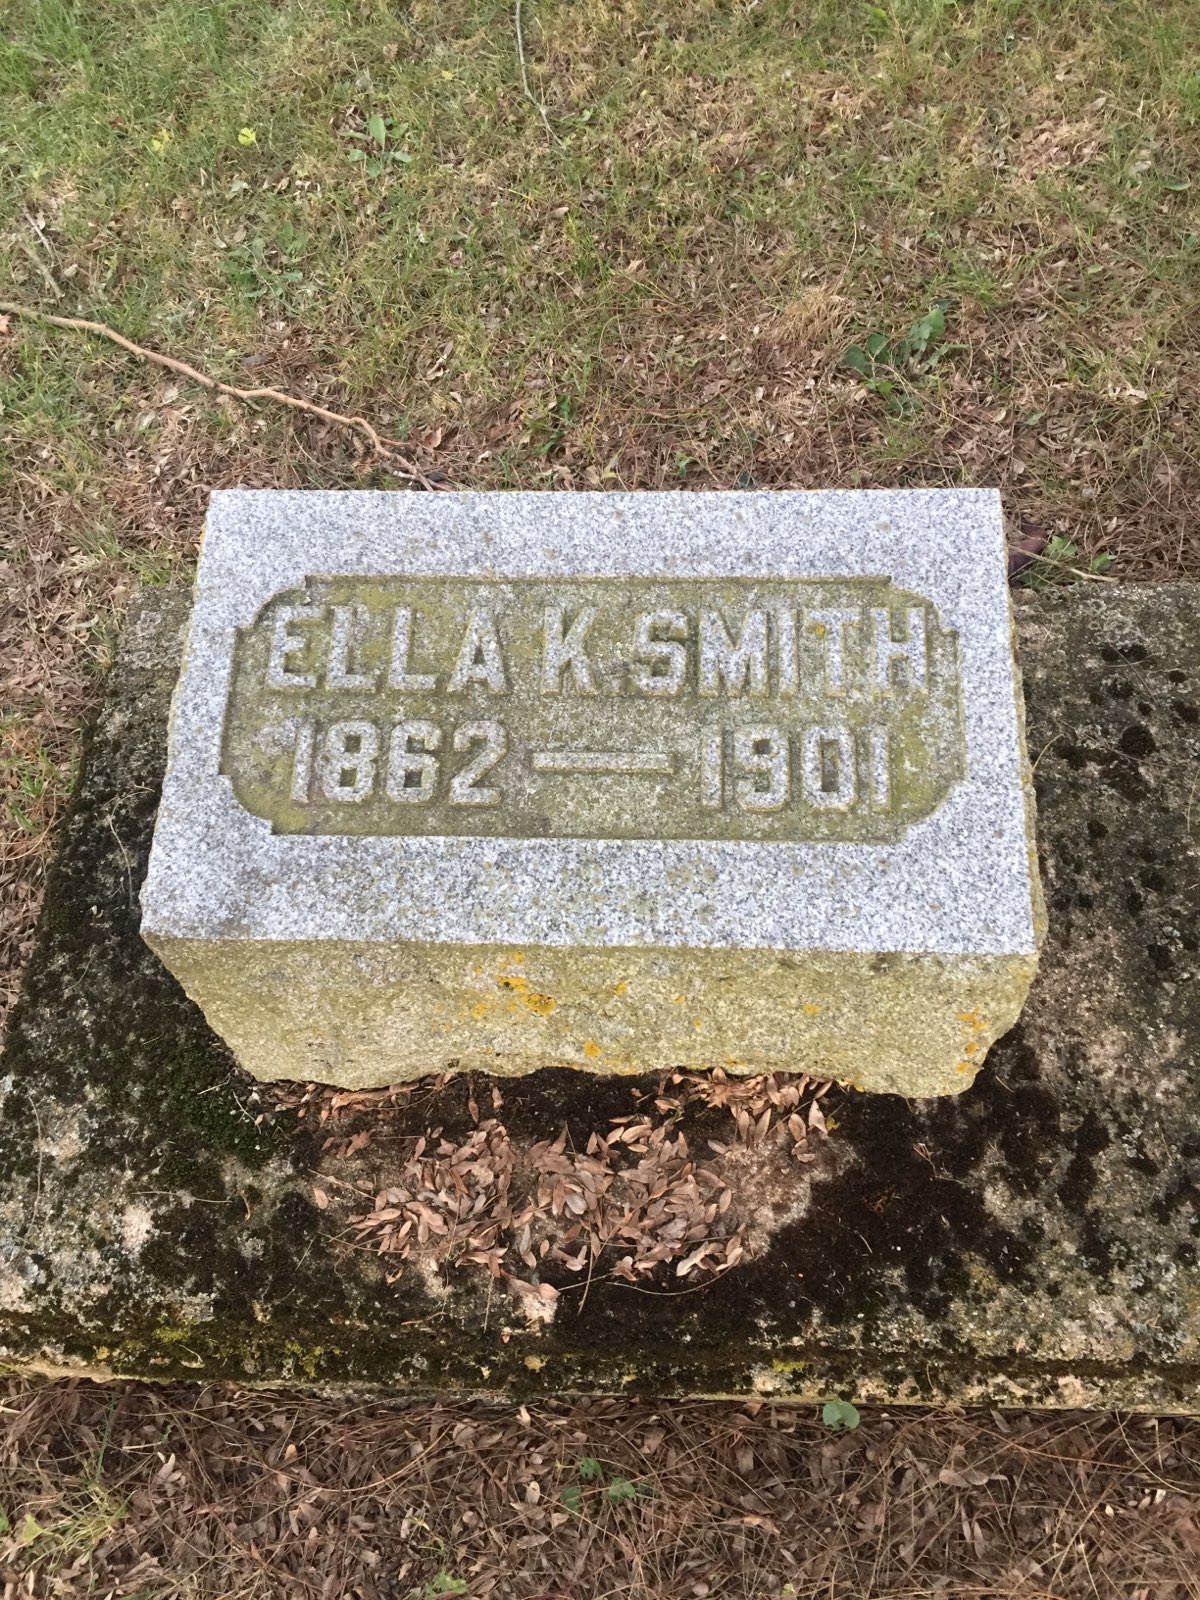 ELLA K. SMITH
1862 — 1901